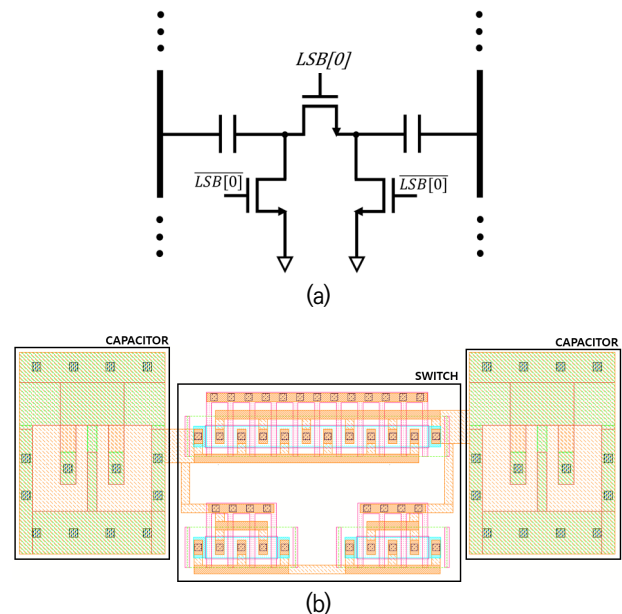 LSB[0]
LSB[0] LSB[0]
(a)
CAPACITOR CAPACITOR
SWITCH
(b)